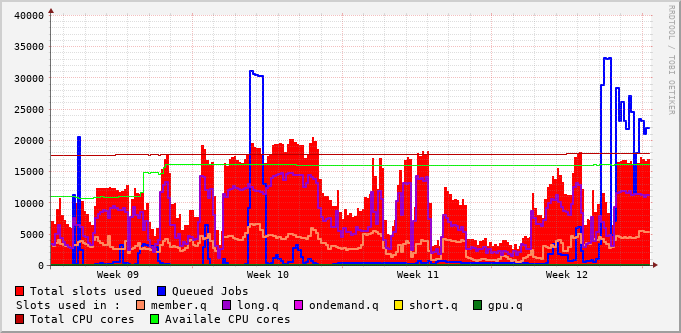 40000
35000
30000
25000
20000
15000
10000
5000
0
Week 09 Week 10 Week 11 Week 12
Total slots used Queued Jobs
Slots used in : member.q long.q ondemand.q short.q gpu.q
Total CPU cores Availale CPU cores
RRDTOOL / TOBI OETIKER